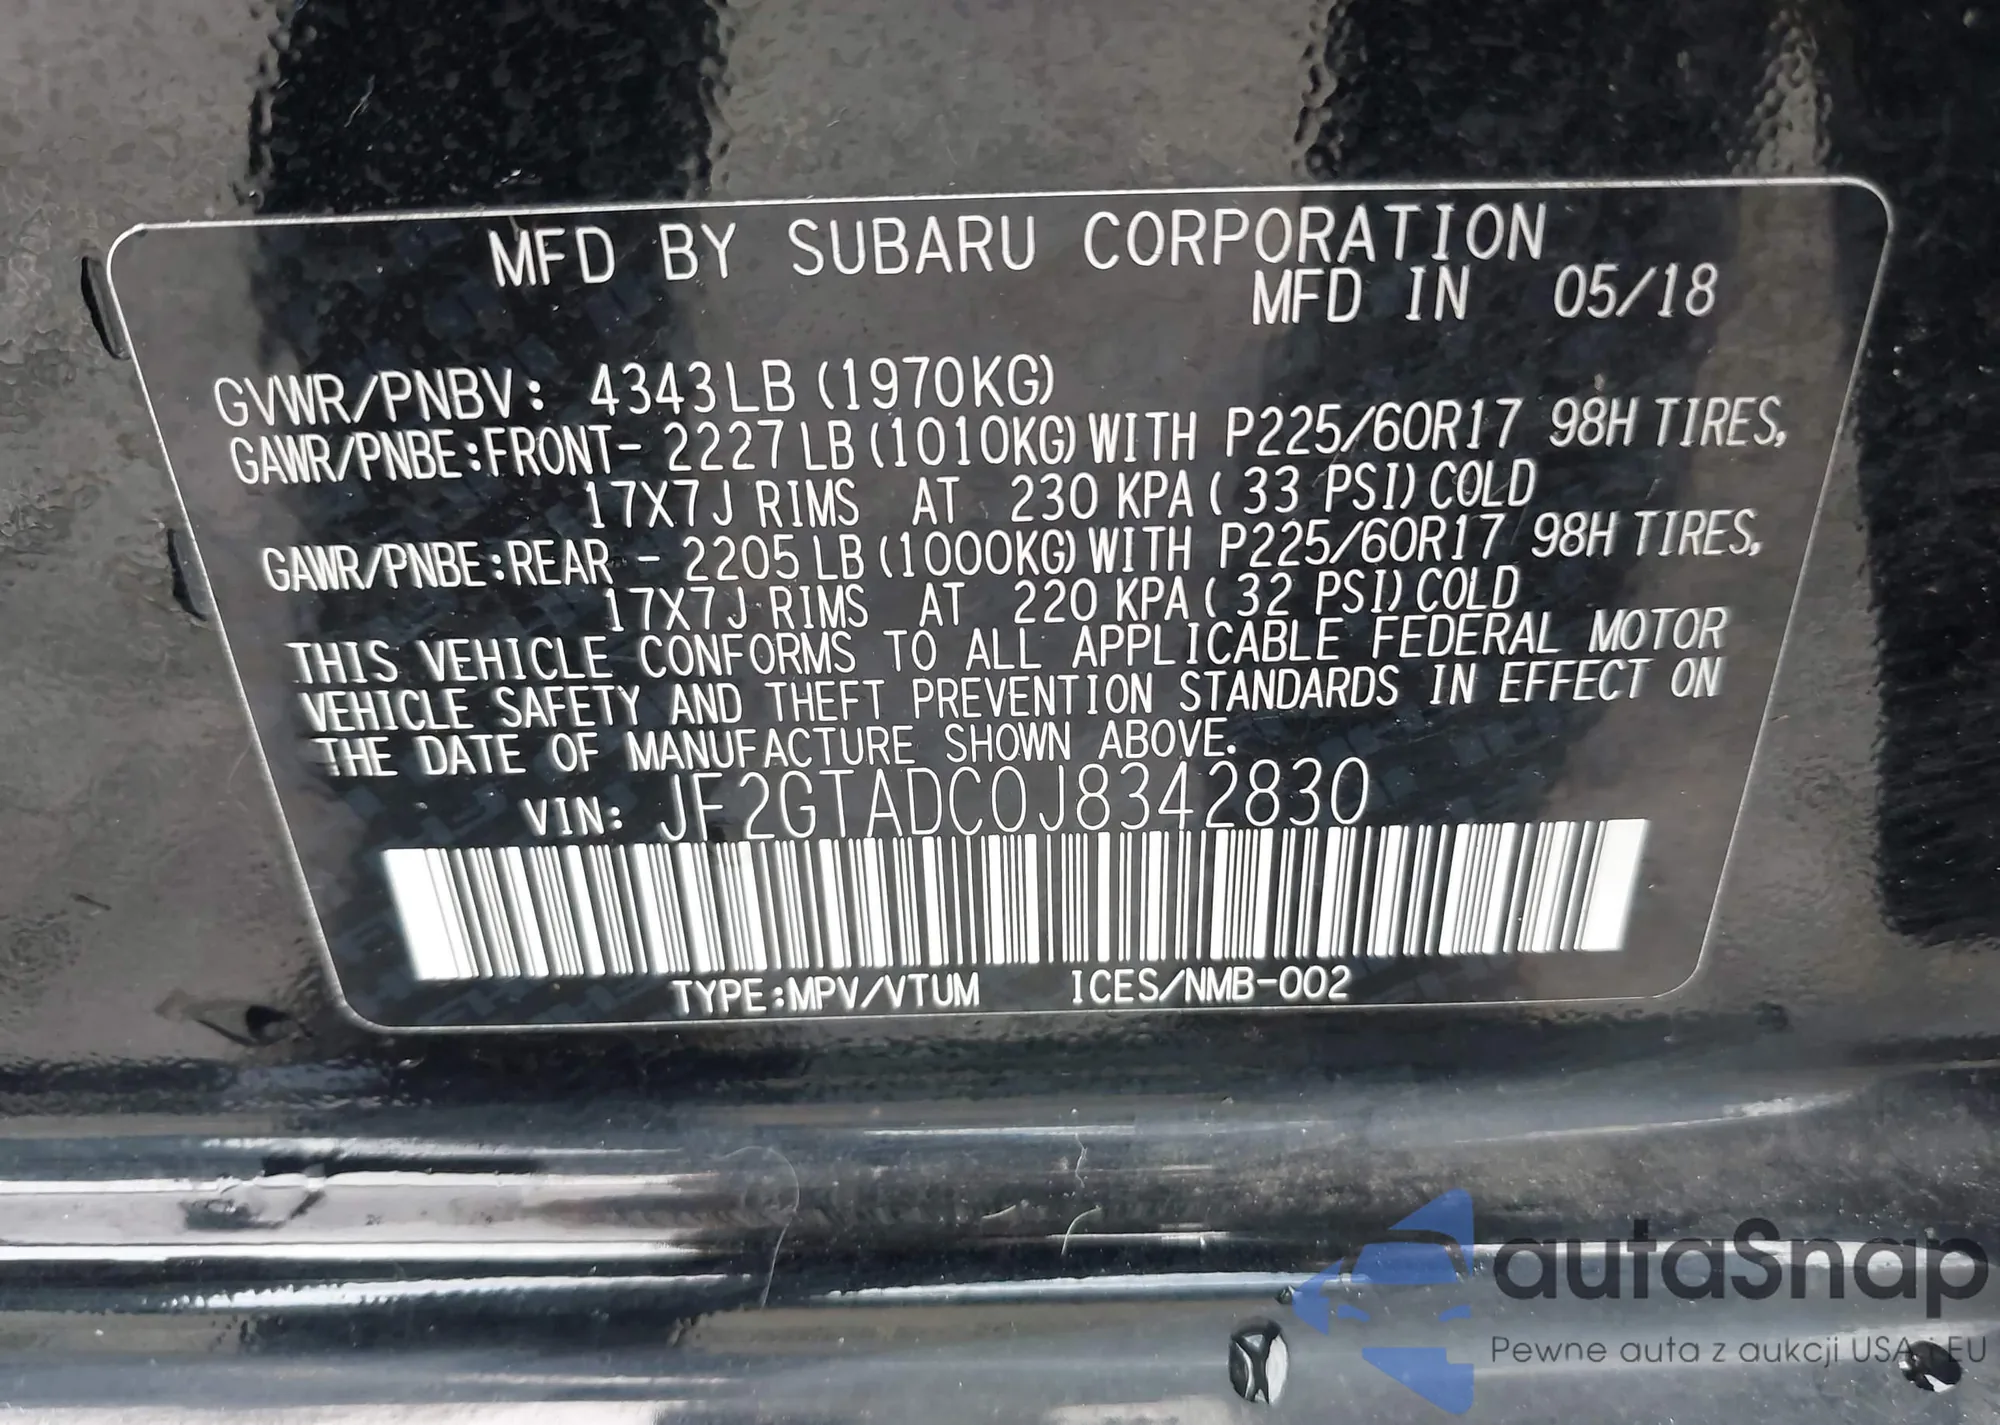 MFD BY SUBARU CORPORATION
MFD IN 05/18
GVWR/PNBV: 4343LB (1970KG)
GAWR/PNBE:FRONT- 2227LB (1010KG) WITH P225/60R17 98H TIRES,
17X7J RIMS AT 230 KPA ( 33 PSI) COLD
GAWR/PNBE:REAR - 2205LB (1000KG) WITH P225/60R17 98H TIRES,
17X7J RIMS AT 220 KPA ( 32 PSI) COLD
THIS VEHICLE CONFORMS TO ALL APPLICABLE FEDERAL MOTOR
VEHICLE SAFETY AND THEFT PREVENTION STANDARDS IN EFFECT ON
THE DATE OF MANUFACTURE SHOWN ABOVE.
VIN: JF2GTADC0J8342830
TYPE:MPV/VTUM ICES/NMB-002
autaSnap
Pewne auta z aukcji USA i EU